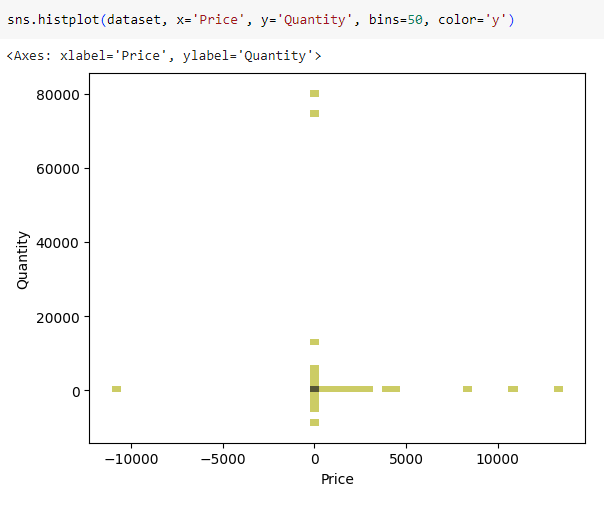 sns.histplot(dataset, x='Price', y='Quantity', bins=50, color='y')
<Axes: xlabel='Price', ylabel='Quantity'>
80000
60000
40000
20000
0
Quantity
−10000 −5000 0 5000 10000
Price